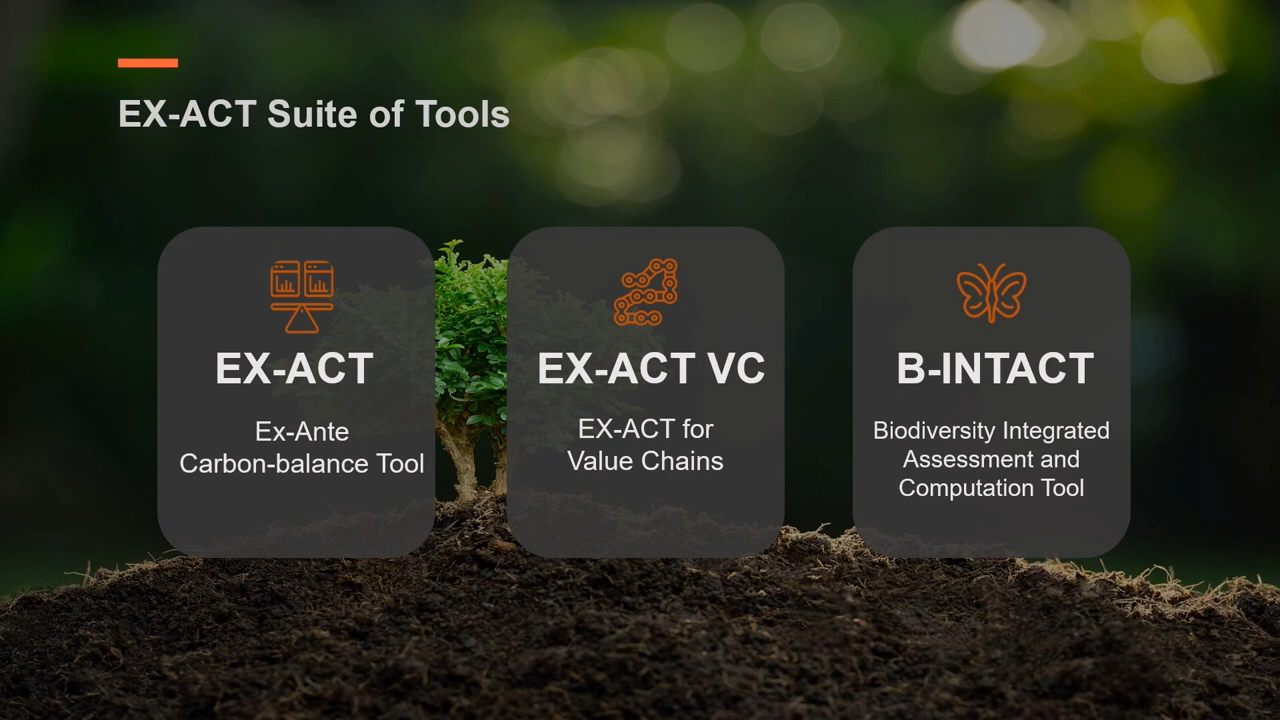 EX-ACT Suite of Tools
EX-ACT
Ex-Ante
Carbon-balance Tool
EX-ACT VC
EX-ACT for
Value Chains
B-INTACT
Biodiversity Integrated
Assessment and
Computation Tool